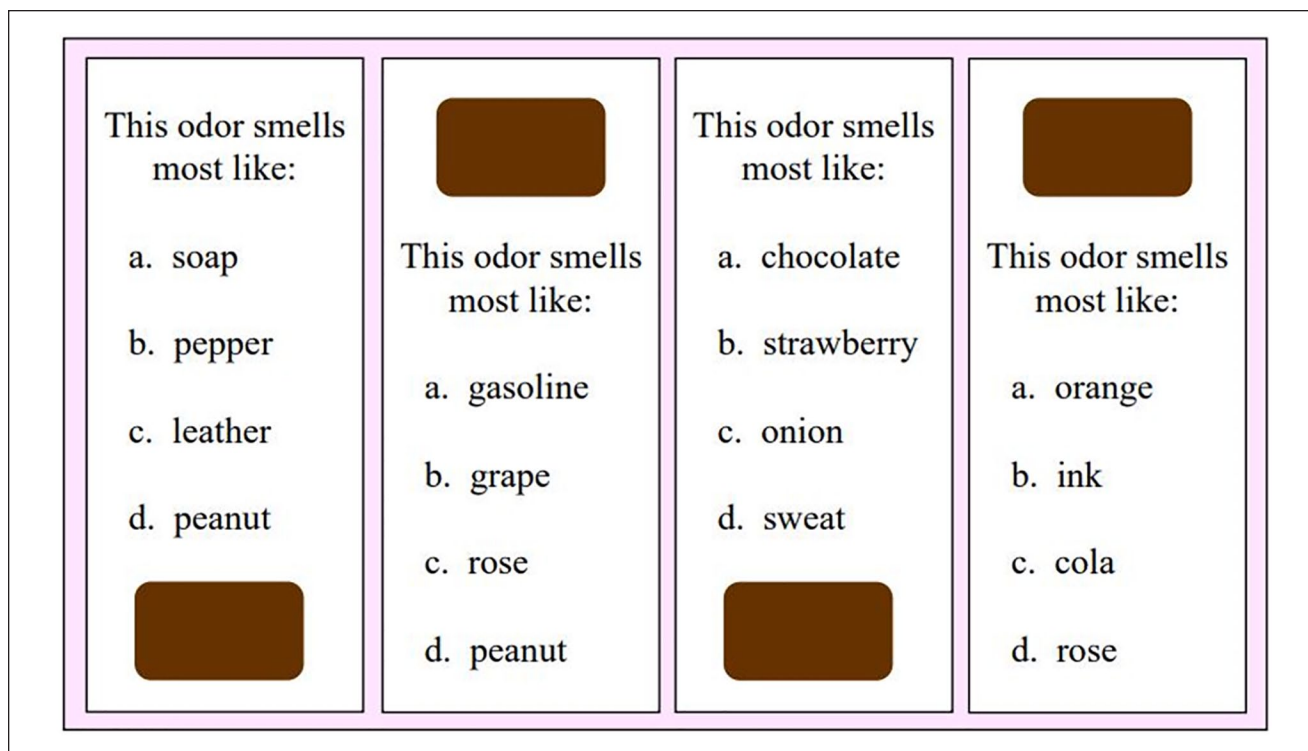 This odor smells
most like:
a. soap
b. pepper
c. leather
d. peanut
This odor smells
most like:
a. gasoline
b. grape
c. rose
d. peanut
This odor smells
most like:
a. chocolate
b. strawberry
c. onion
d. sweat
This odor smells
most like:
a. orange
b. ink
c. cola
d. rose